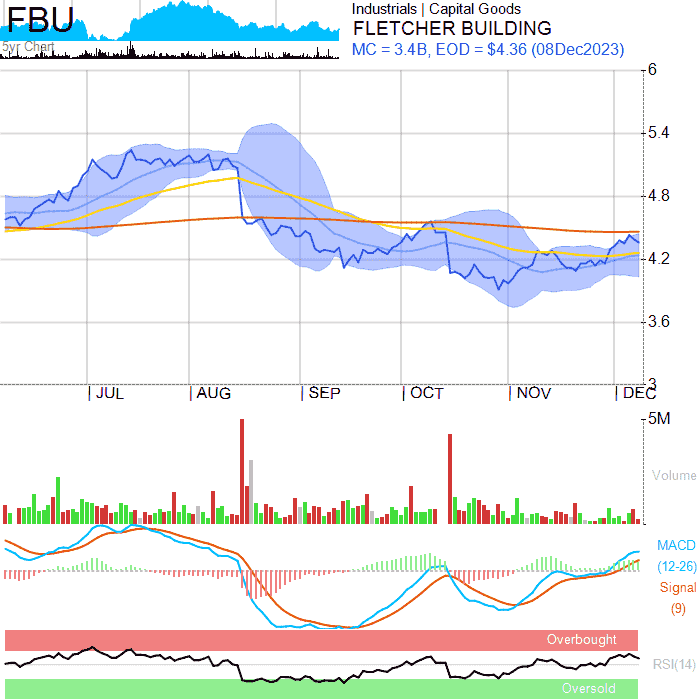 FBU
5yr Chart
Industrials | Capital Goods
FLETCHER BUILDING
MC = 3.4B, EOD = $4.36 (08Dec2023)
6
5.4
4.8
4.2
3.6
3
JUL AUG SEP OCT NOV DEC
5M
Volume
MACD
(12-26)
Signal
(9)
Overbought
RSI(14)
Oversold